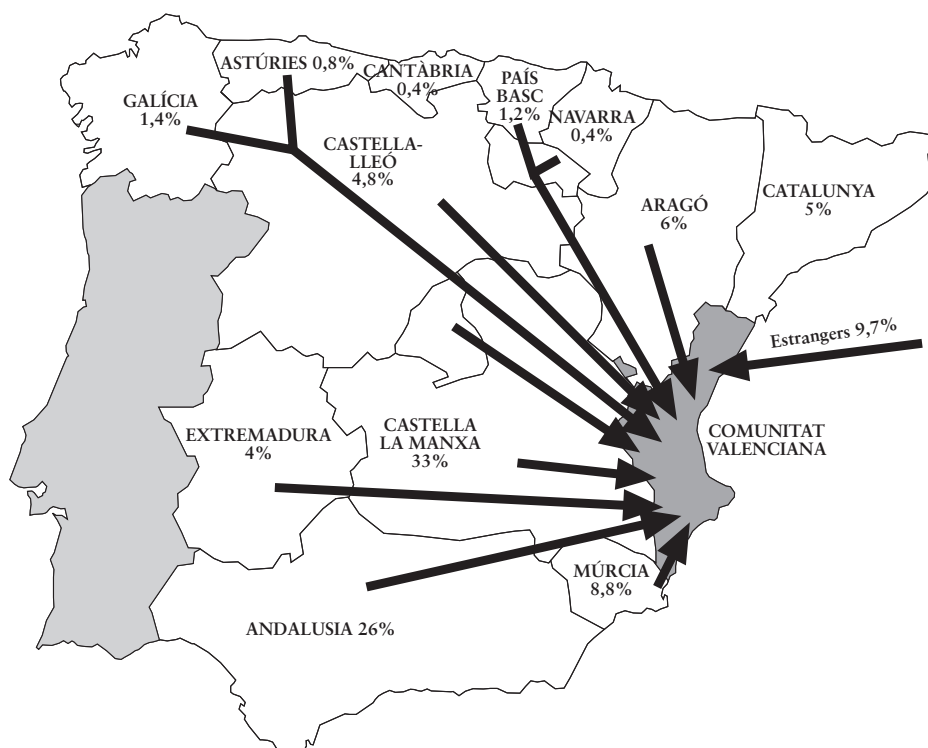 ASTÚRIES 0,8%
CANTÀBRIA
0,4%
PAÍS
BASC
1,2%
GALÍCIA
1,4%
NAVARRA
0,4%
CASTELLA-
LLEÓ
4,8%
ARAGÓ
6%
CATALUNYA
5%
Estrangers 9,7%
EXTREMADURA
4%
CASTELLA
LA MANXA
33%
COMUNITAT
VALENCIANA
MÚRCIA
8,8%
ANDALUSIA 26%